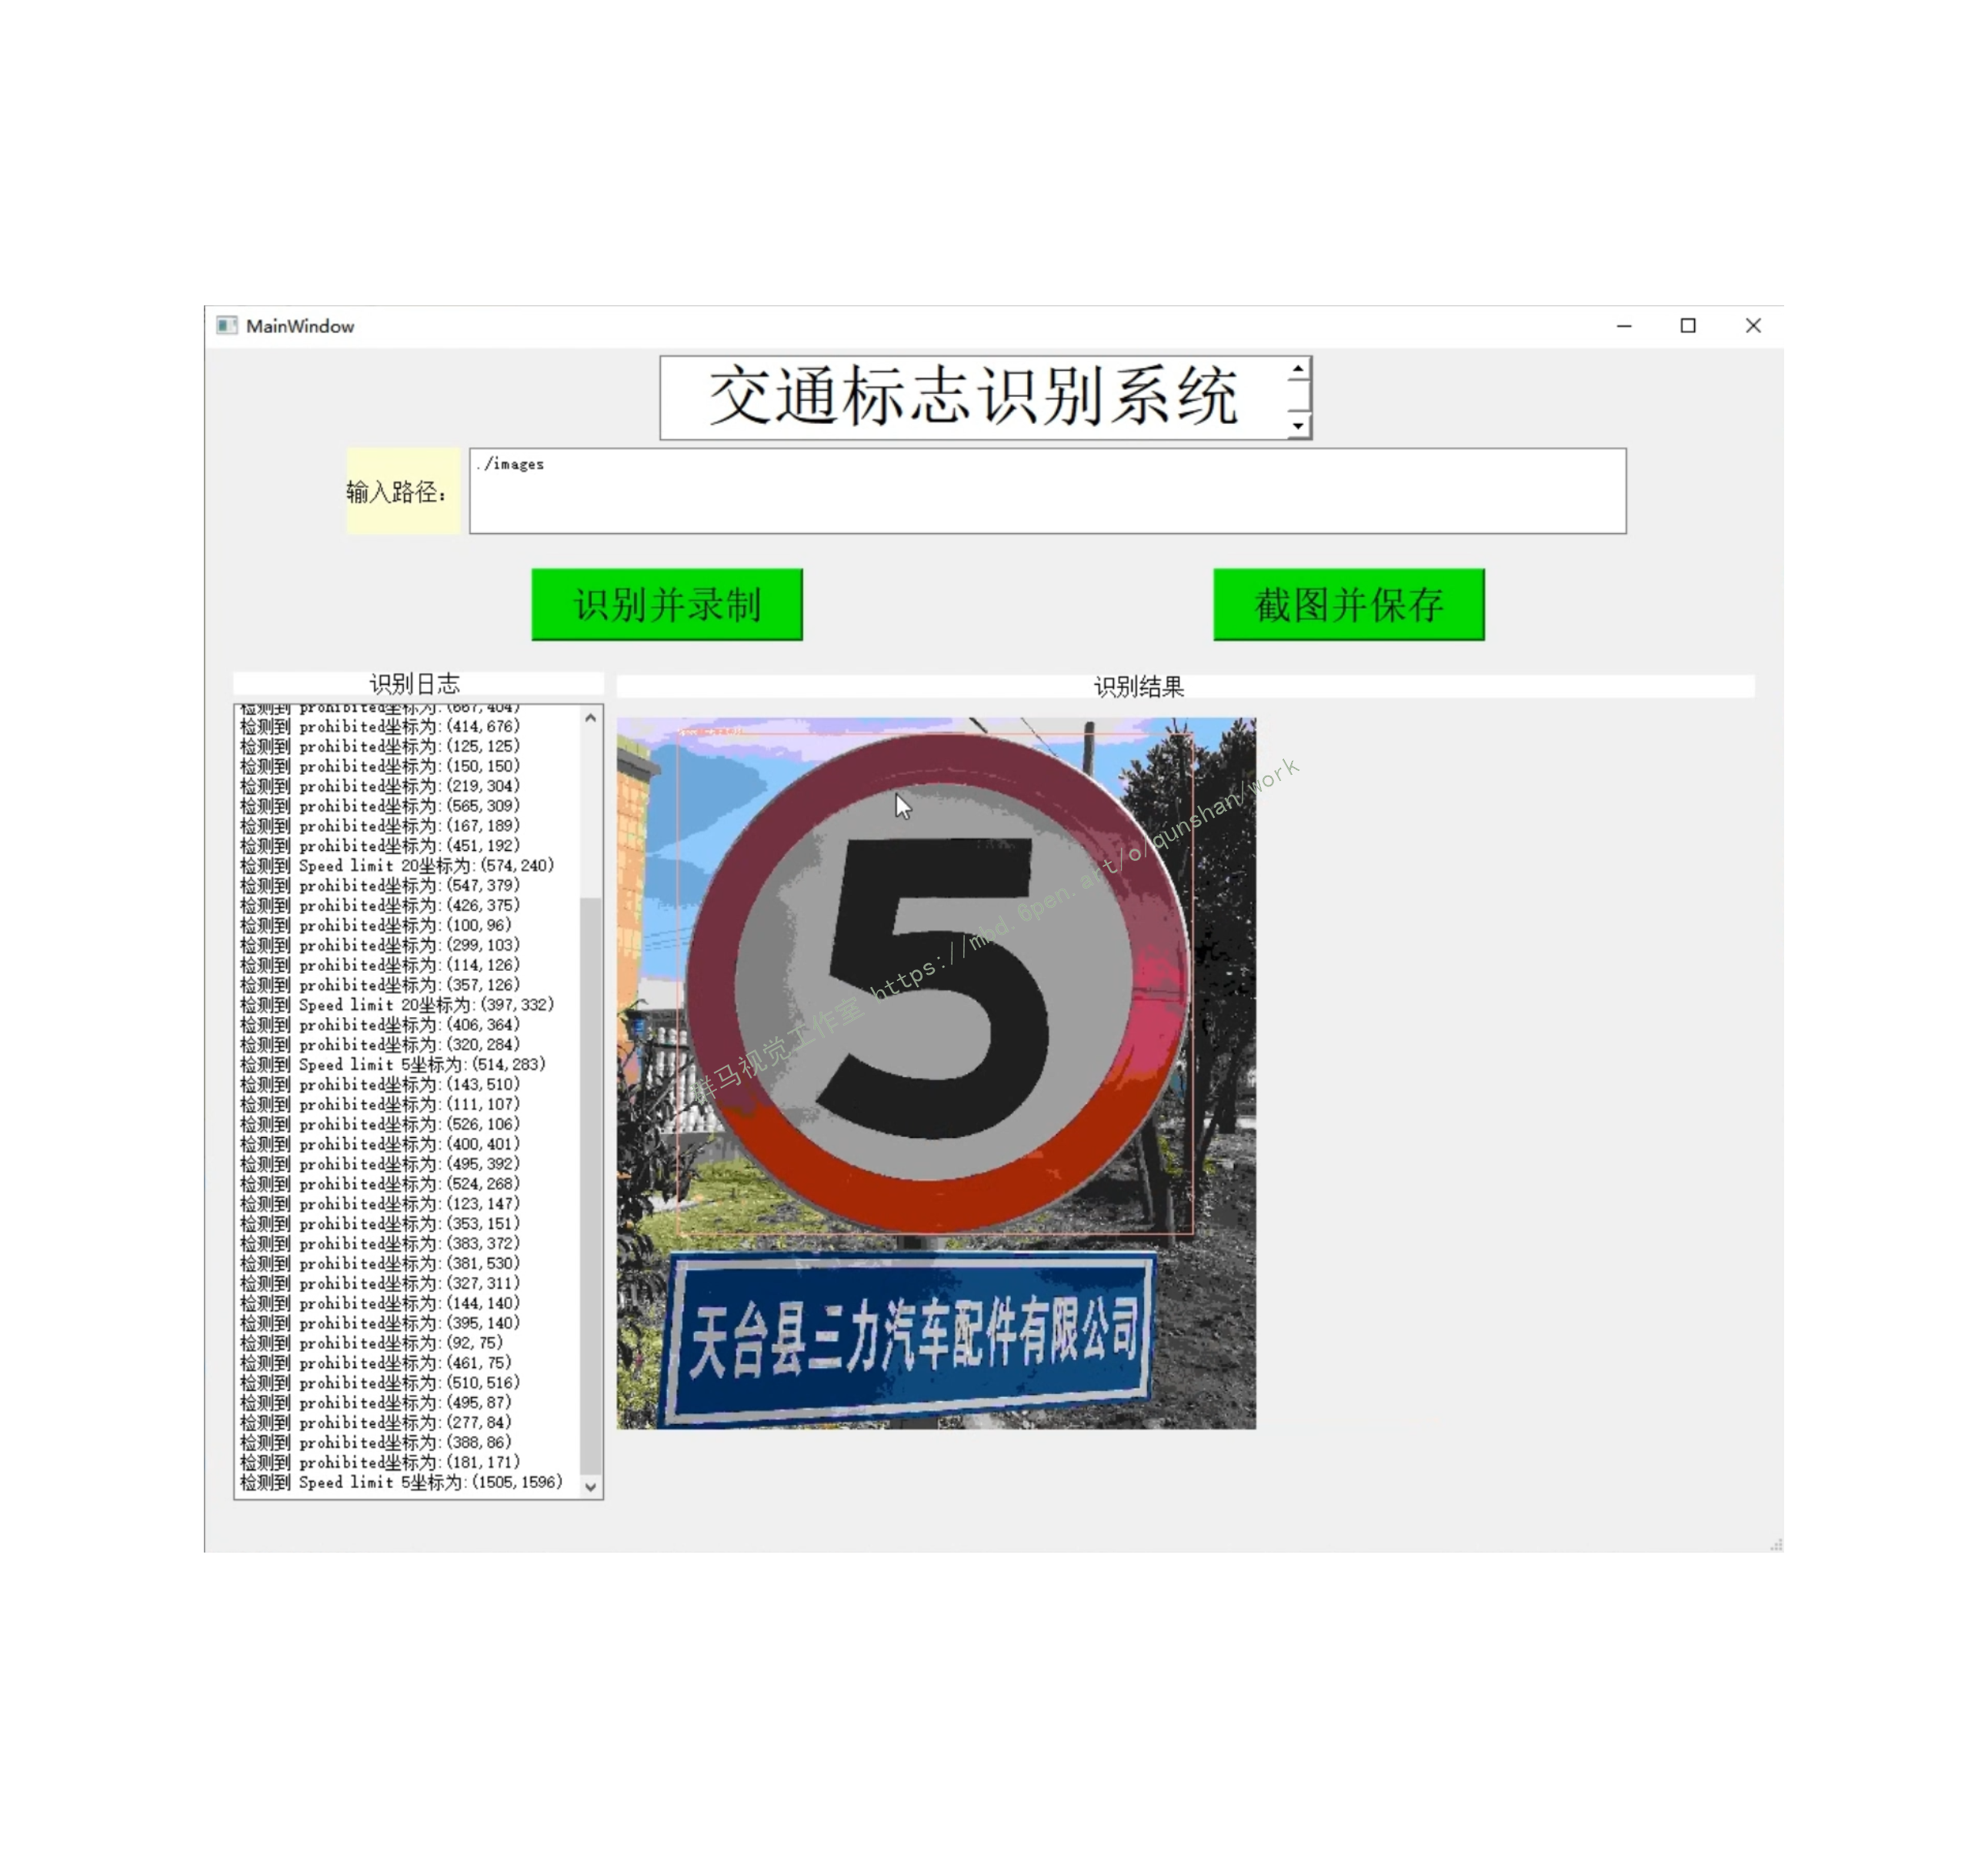 MainWindow
交通标志识别系统
输入路径：
./images
识别并录制
截图并保存
识别日志
识别结果
检测到 prohibited坐标为:(667,404)
检测到 prohibited坐标为:(414,676)
检测到 prohibited坐标为:(125,125)
检测到 prohibited坐标为:(150,150)
检测到 prohibited坐标为:(219,304)
检测到 prohibited坐标为:(565,309)
检测到 prohibited坐标为:(167,189)
检测到 prohibited坐标为:(451,192)
检测到 Speed limit 20坐标为:(574,240)
检测到 prohibited坐标为:(547,379)
检测到 prohibited坐标为:(426,375)
检测到 prohibited坐标为:(100,96)
检测到 prohibited坐标为:(299,103)
检测到 prohibited坐标为:(114,126)
检测到 prohibited坐标为:(357,126)
检测到 Speed limit 20坐标为:(397,332)
检测到 prohibited坐标为:(406,364)
检测到 prohibited坐标为:(320,284)
检测到 Speed limit 5坐标为:(514,283)
检测到 prohibited坐标为:(143,510)
检测到 prohibited坐标为:(111,107)
检测到 prohibited坐标为:(526,106)
检测到 prohibited坐标为:(400,401)
检测到 prohibited坐标为:(495,392)
检测到 prohibited坐标为:(524,268)
检测到 prohibited坐标为:(123,147)
检测到 prohibited坐标为:(353,151)
检测到 prohibited坐标为:(383,372)
检测到 prohibited坐标为:(381,530)
检测到 prohibited坐标为:(327,311)
检测到 prohibited坐标为:(144,140)
检测到 prohibited坐标为:(395,140)
检测到 prohibited坐标为:(92,75)
检测到 prohibited坐标为:(461,75)
检测到 prohibited坐标为:(510,516)
检测到 prohibited坐标为:(495,87)
检测到 prohibited坐标为:(277,84)
检测到 prohibited坐标为:(388,86)
检测到 prohibited坐标为:(181,171)
检测到 Speed limit 5坐标为:(1505,1596)
5
群马视觉工作室 https://mbd.6pen.art/o/qunshan/work
天台县三力汽车配件有限公司